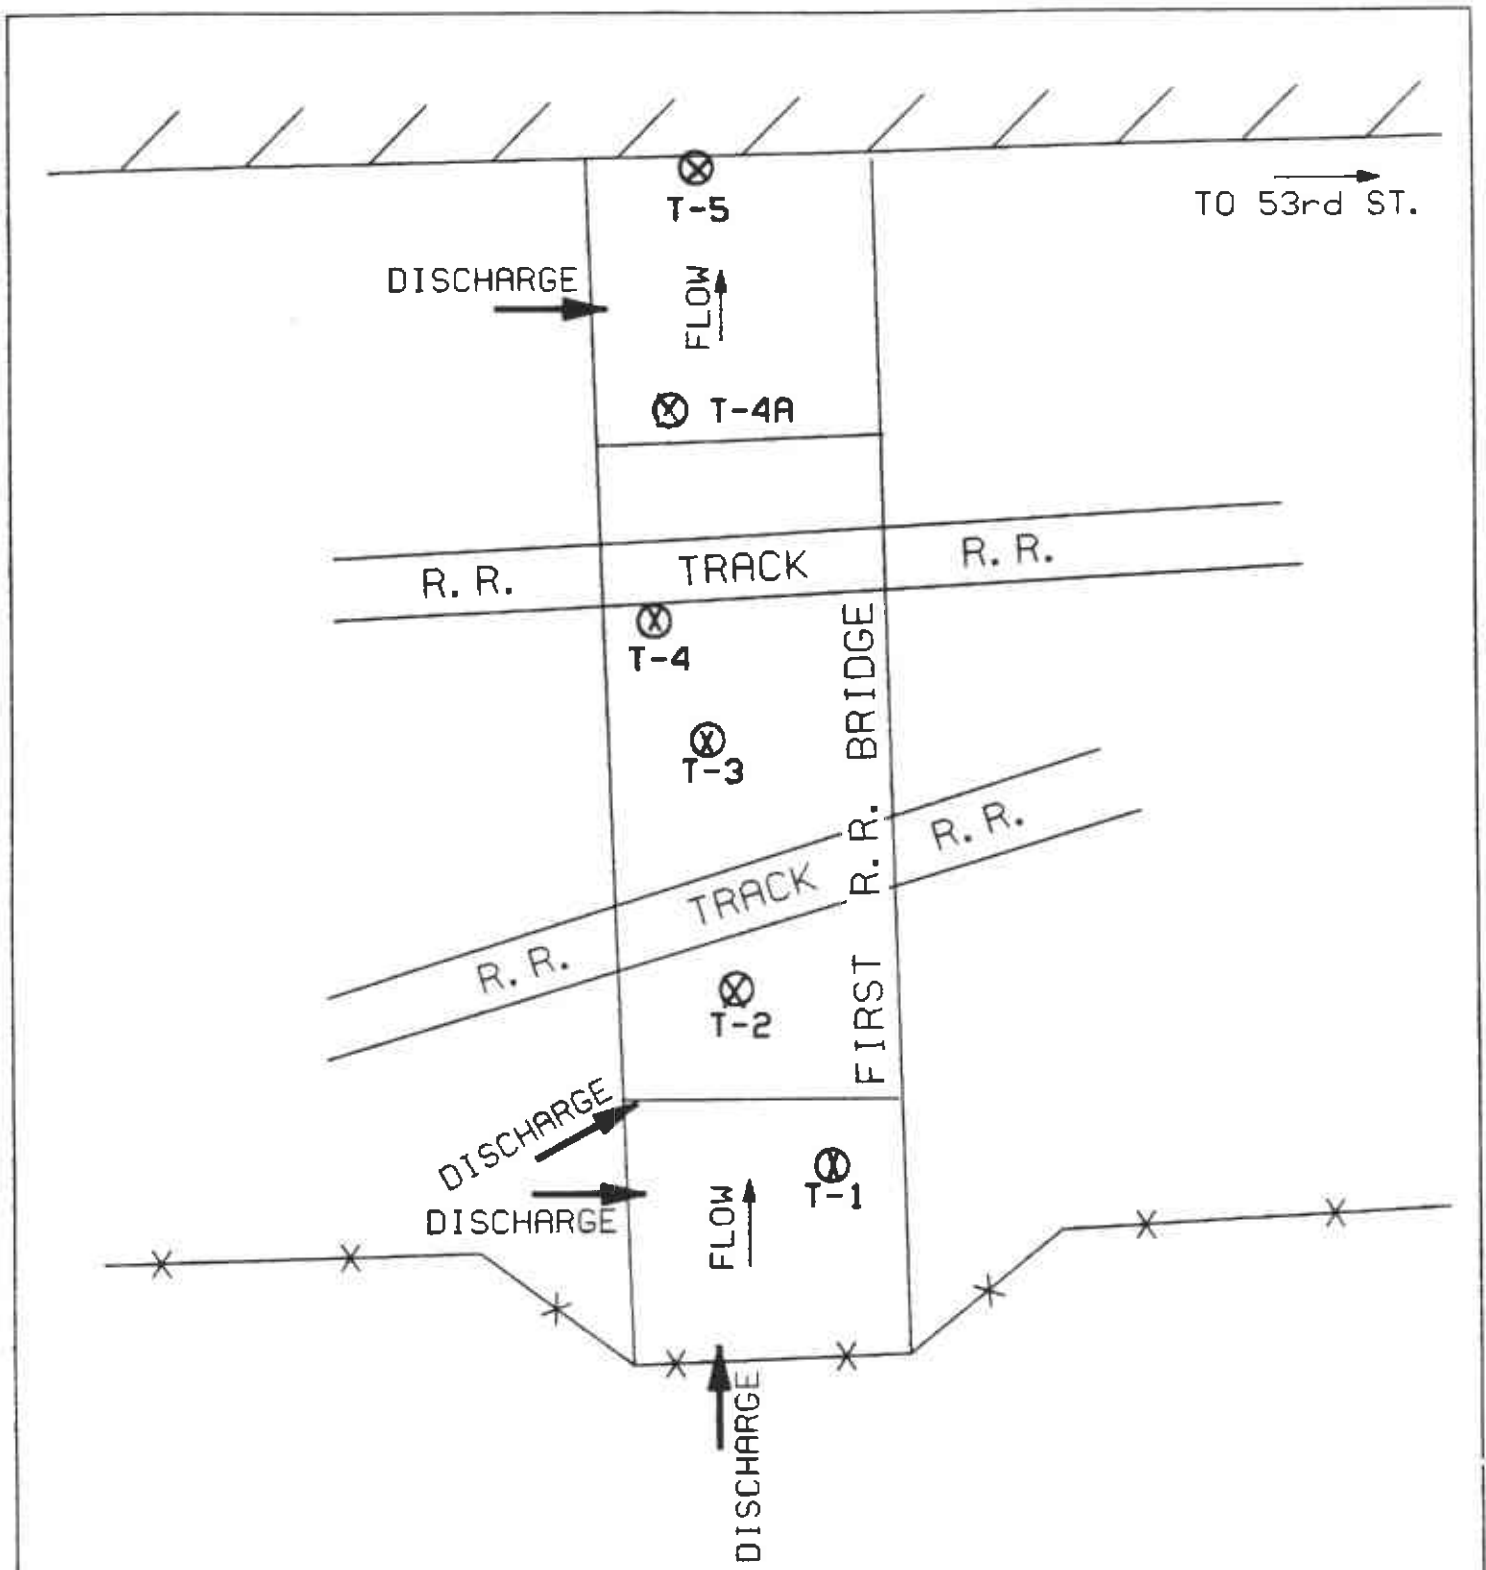 T-5
TO 53rd ST.
DISCHARGE
FLOW
T-4A
R. R.
TRACK
R. R.
T-4
T-3
FIRST R. R. BRIDGE
R. R.
TRACK
R. R.
T-2
DISCHARGE
T-1
DISCHARGE
FLOW
DISCHARGE